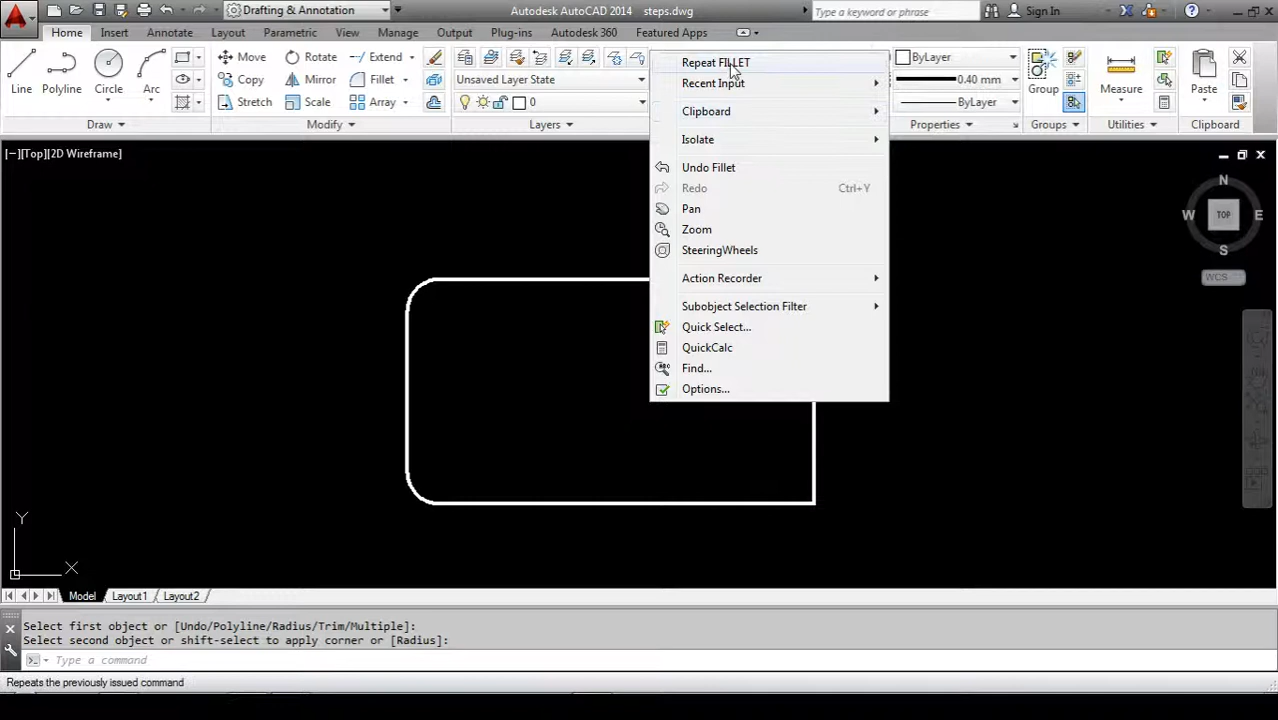 Drafting & Annotation
Autodesk AutoCAD 2014 steps.dwg
Type a keyword or phrase
Sign In
Home
Insert
Annotate
Layout
Parametric
View
Manage
Output
Plug-ins
Autodesk 360
Featured Apps
Line
Polyline
Circle
Arc
Move
Rotate
Extend
Copy
Mirror
Fillet
Stretch
Scale
Array
Unsaved Layer State
0
ByLayer
0.40 mm
ByLayer
Group
Measure
Paste
Draw
Modify
Layers
Properties
Groups
Utilities
Clipboard
[−][Top][2D Wireframe]
Repeat FILLET
Recent Input
Clipboard
Isolate
Undo Fillet
Redo Ctrl+Y
Pan
Zoom
SteeringWheels
Action Recorder
Subobject Selection Filter
Quick Select...
QuickCalc
Find...
Options...
N
W TOP E
S
WCS
Y
X
Model Layout1 Layout2
Select first object or [Undo/Polyline/Radius/Trim/Multiple]:
Select second object or shift-select to apply corner or [Radius]:
Type a command
Repeats the previously issued command